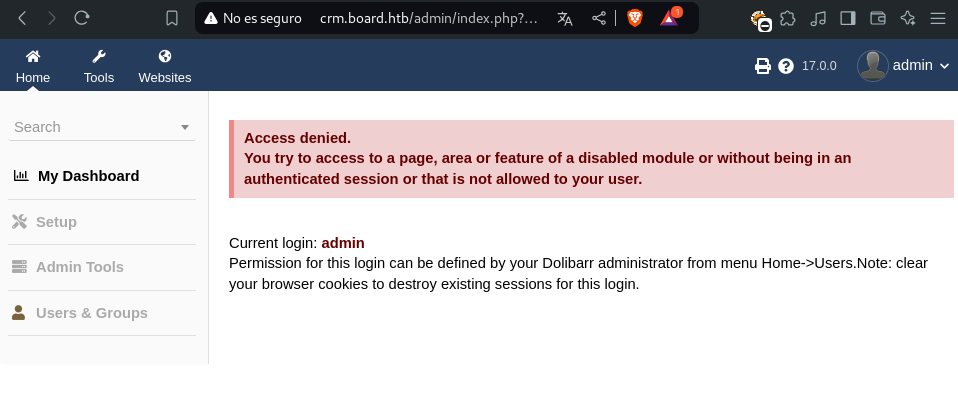 No es seguro crm.board.htb/admin/index.php?...
1
Home Tools Websites
17.0.0 admin
Search
My Dashboard
Setup
Admin Tools
Users & Groups
Access denied.
You try to access to a page, area or feature of a disabled module or without being in an
authenticated session or that is not allowed to your user.
Current login: admin
Permission for this login can be defined by your Dolibarr administrator from menu Home->Users.Note: clear
your browser cookies to destroy existing sessions for this login.